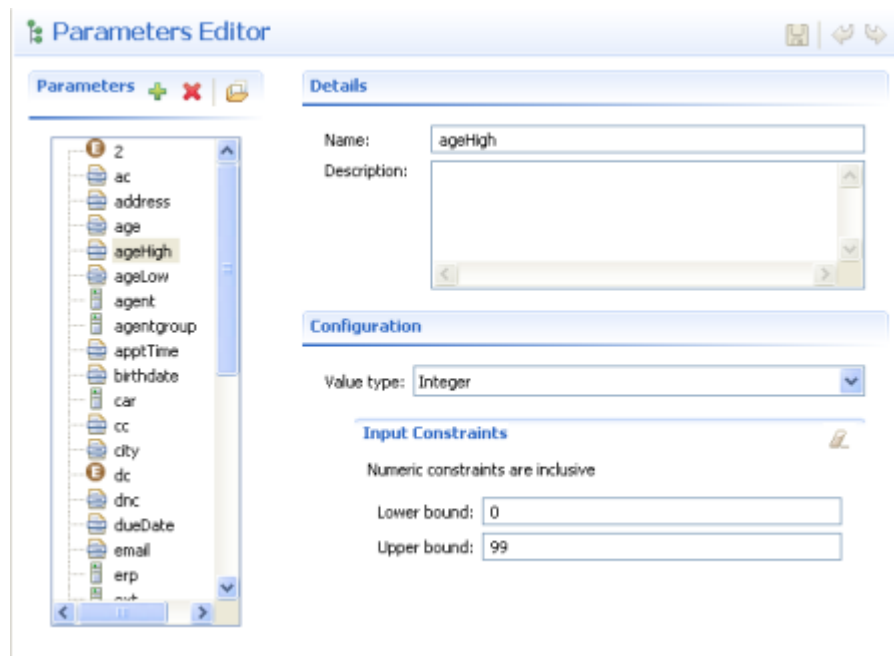 Parameters Editor
Parameters
2
ac
address
age
ageHigh
ageLow
agent
agentgroup
apptTime
birthdate
car
cc
city
dc
dnc
dueDate
email
erp
Details
Name: ageHigh
Description:
Configuration
Value type: Integer
Input Constraints
Numeric constraints are inclusive
Lower bound: 0
Upper bound: 99